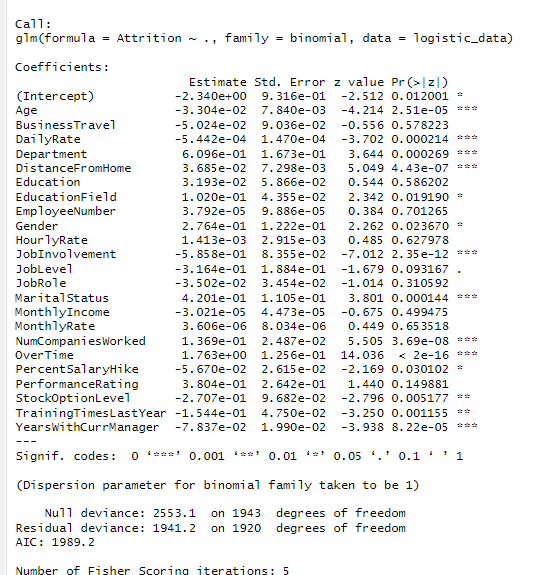 Call:
glm(formula = Attrition ~ ., family = binomial, data = logistic_data)
Coefficients:
Estimate Std. Error z value Pr(>|z|)
(Intercept) -2.340e+00 9.316e-01 -2.512 0.012001 *
Age -3.304e-02 7.840e-03 -4.214 2.51e-05 ***
BusinessTravel -5.024e-02 9.036e-02 -0.556 0.578223
DailyRate -5.442e-04 1.470e-04 -3.702 0.000214 ***
Department 6.096e-01 1.673e-01 3.644 0.000269 ***
DistanceFromHome 3.685e-02 7.298e-03 5.049 4.43e-07 ***
Education 3.193e-02 5.866e-02 0.544 0.586202
EducationField 1.020e-01 4.355e-02 2.342 0.019190 *
EmployeeNumber 3.792e-05 9.886e-05 0.384 0.701265
Gender 2.764e-01 1.222e-01 2.262 0.023670 *
HourlyRate 1.413e-03 2.915e-03 0.485 0.627978
JobInvolvement -5.858e-01 8.355e-02 -7.012 2.35e-12 ***
JobLevel -3.164e-01 1.884e-01 -1.679 0.093167 .
JobRole -3.502e-02 3.454e-02 -1.014 0.310592
MaritalStatus 4.201e-01 1.105e-01 3.801 0.000144 ***
MonthlyIncome -3.021e-05 4.473e-05 -0.675 0.499475
MonthlyRate 3.606e-06 8.034e-06 0.449 0.653518
NumCompaniesWorked 1.369e-01 2.487e-02 5.505 3.69e-08 ***
OverTime 1.763e+00 1.256e-01 14.036 < 2e-16 ***
PercentSalaryHike -5.670e-02 2.615e-02 -2.169 0.030102 *
PerformanceRating 3.804e-01 2.642e-01 1.440 0.149881
StockOptionLevel -2.707e-01 9.682e-02 -2.796 0.005177 **
TrainingTimesLastYear -1.544e-01 4.750e-02 -3.250 0.001155 **
YearsWithCurrManager -7.837e-02 1.990e-02 -3.938 8.22e-05 ***
---
Signif. codes: 0 ‘***’ 0.001 ‘**’ 0.01 ‘*’ 0.05 ‘.’ 0.1 ‘ ’ 1
(Dispersion parameter for binomial family taken to be 1)
Null deviance: 2553.1 on 1943 degrees of freedom
Residual deviance: 1941.2 on 1920 degrees of freedom
AIC: 1989.2
Number of Fisher Scoring iterations: 5